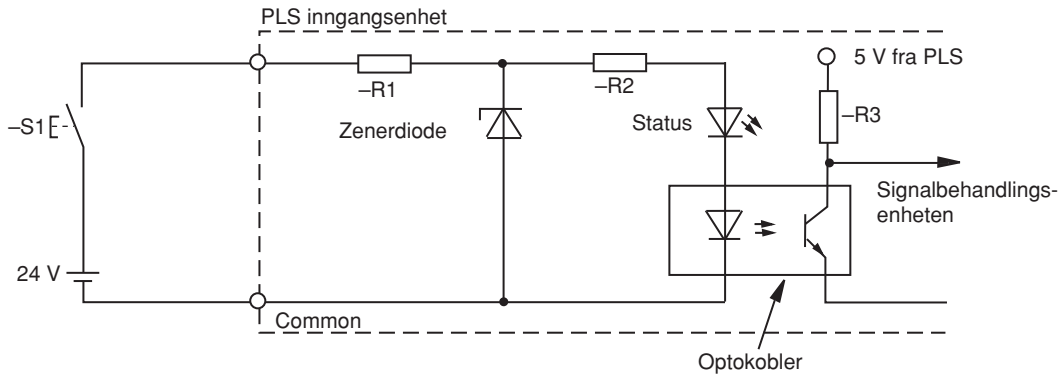 PLS inngangsenhet
5 V fra PLS
–R1
–R2
–R3
–S1
Zenerdiode
Status
Signalbehandlings-
enheten
24 V
Common
Optokobler